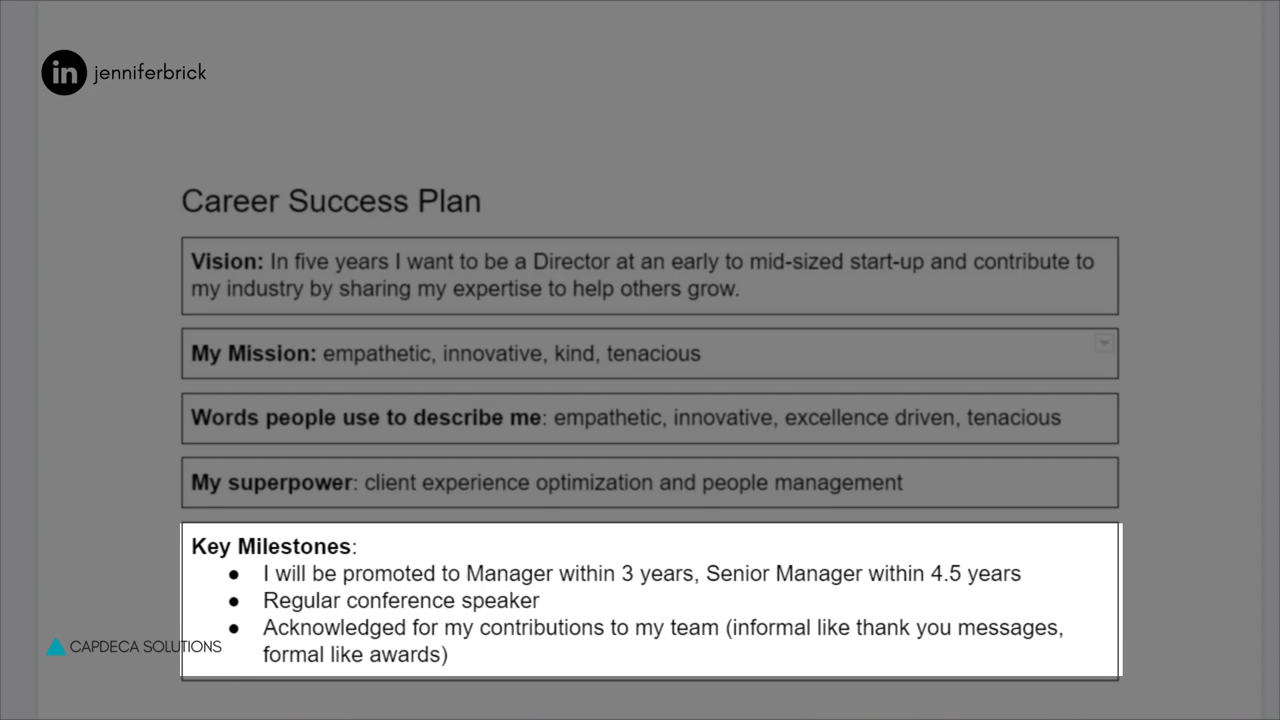 in jenniferbrick
Career Success Plan
Vision: In five years I want to be a Director at an early to mid-sized start-up and contribute to
my industry by sharing my expertise to help others grow.
My Mission: empathetic, innovative, kind, tenacious
Words people use to describe me: empathetic, innovative, excellence driven, tenacious
My superpower: client experience optimization and people management
Key Milestones:
● I will be promoted to Manager within 3 years, Senior Manager within 4.5 years
● Regular conference speaker
● Acknowledged for my contributions to my team (informal like thank you messages,
formal like awards)
CAPDECA SOLUTIONS